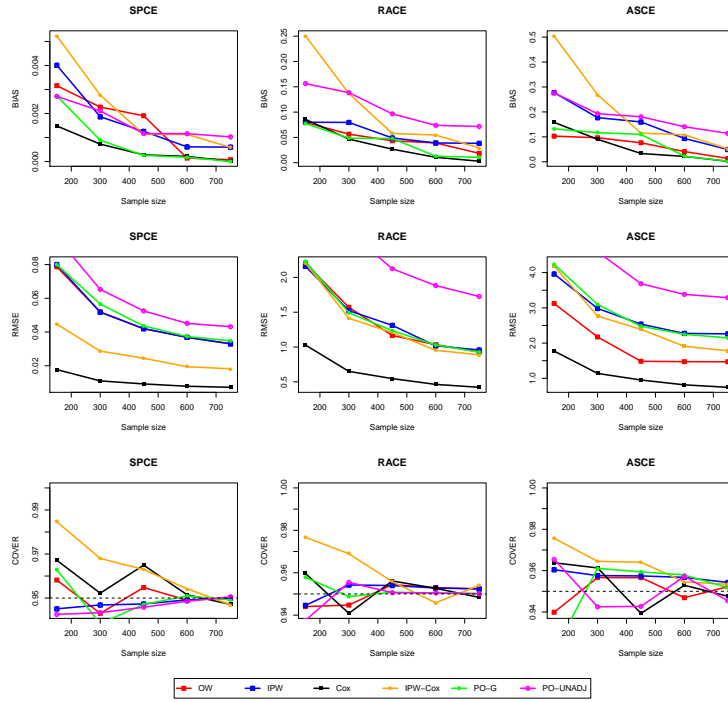 SPCE
RACE
ASCE
BIAS
0.000 0.002 0.004
200 300 400 500 600 700
Sample size
BIAS
0.00 0.05 0.10 0.15 0.20 0.25
200 300 400 500 600 700
Sample size
BIAS
0.0 0.1 0.2 0.3 0.4 0.5
200 300 400 500 600 700
Sample size
SPCE
RACE
ASCE
RMSE
0.02 0.04 0.06 0.08
200 300 400 500 600 700
Sample size
RMSE
0.5 1.0 1.5 2.0
200 300 400 500 600 700
Sample size
RMSE
1.0 2.0 3.0 4.0
200 300 400 500 600 700
Sample size
SPCE
RACE
ASCE
COVER
0.95 0.97 0.99
200 300 400 500 600 700
Sample size
COVER
0.94 0.96 0.98 1.00
200 300 400 500 600 700
Sample size
COVER
0.94 0.96 0.98 1.00
200 300 400 500 600 700
Sample size
OW IPW Cox IPW−Cox PO−G PO−UNADJ